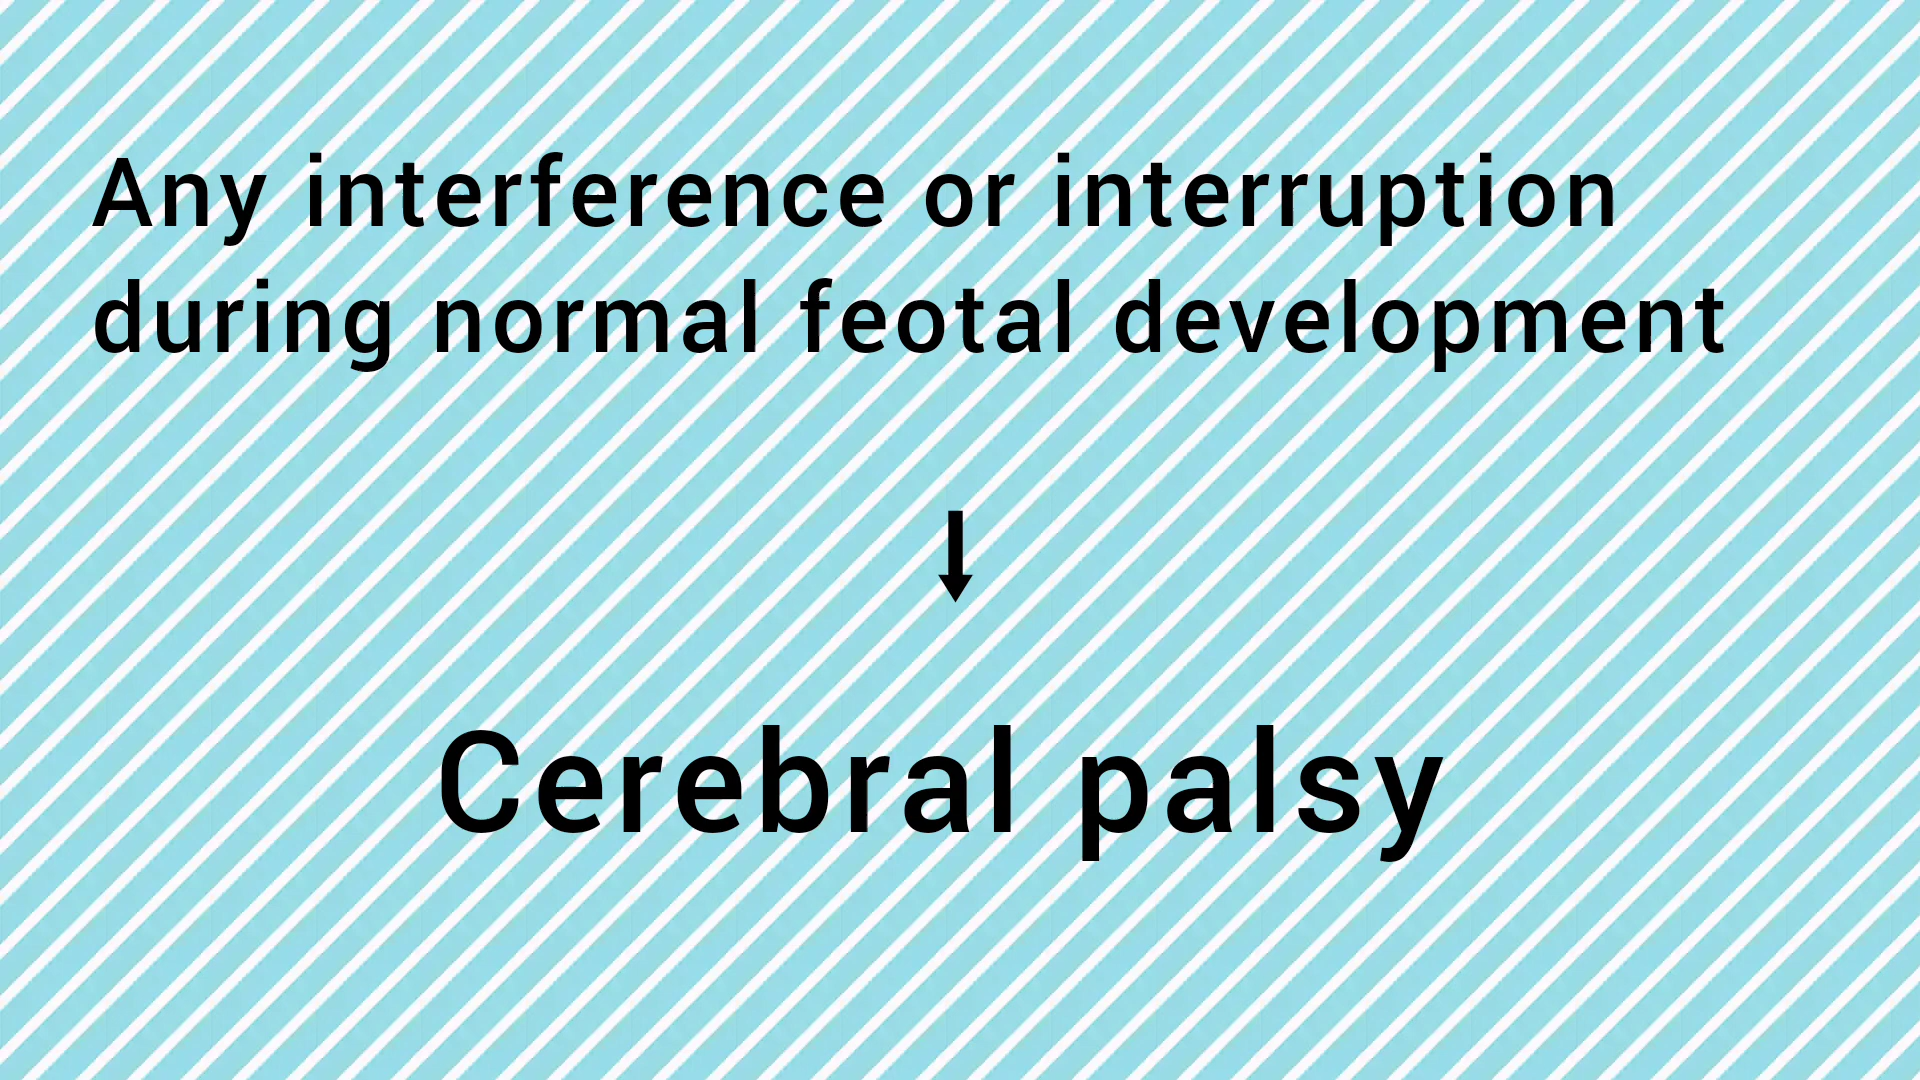 Any interference or interruption
during normal feotal development
Cerebral palsy